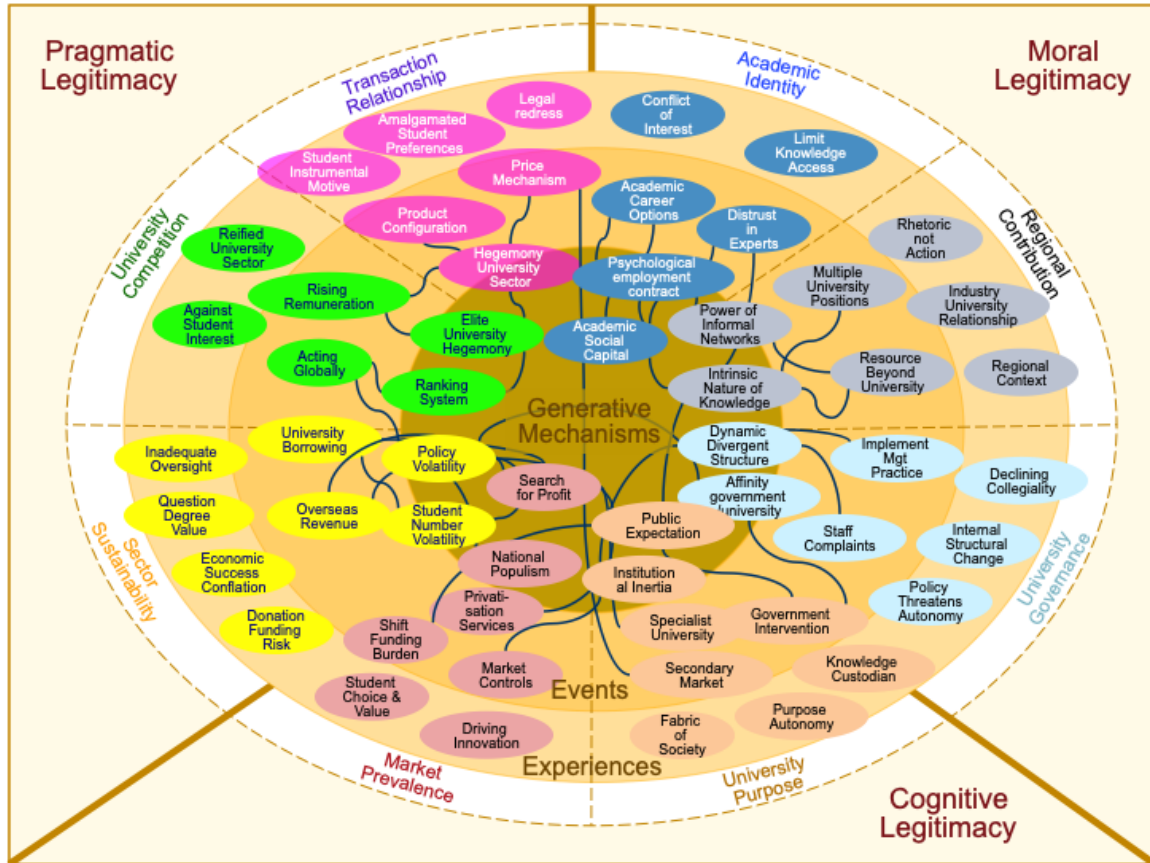 Pragmatic
Legitimacy
Moral
Legitimacy
Cognitive
Legitimacy
Transaction
Relationship
Academic
Identity
Regional
Contribution
University
Governance
University
Purpose
Market
Prevalence
Sector
Sustainability
University
Competition
Legal
redress
Amalgamated
Student
Preferences
Student
Instrumental
Motive
Price
Mechanism
Product
Configuration
Hegemony
University
Sector
Conflict
of
Interest
Limit
Knowledge
Access
Academic
Career
Options
Distrust
in
Experts
Psychological
employment
contract
Academic
Social
Capital
Rhetoric
not
Action
Multiple
University
Positions
Industry
University
Relationship
Power of
Informal
Networks
Resource
Beyond
University
Regional
Context
Intrinsic
Nature of
Knowledge
Reified
University
Sector
Rising
Remuneration
Against
Student
Interest
Elite
University
Hegemony
Acting
Globally
Ranking
System
Generative
Mechanisms
Inadequate
Oversight
University
Borrowing
Policy
Volatility
Question
Degree
Value
Overseas
Revenue
Student
Number
Volatility
Economic
Success
Conflation
Donation
Funding
Risk
Dynamic
Divergent
Structure
Implement
Mgt
Practice
Declining
Collegiality
Affinity
government
/university
Staff
Complaints
Internal
Structural
Change
Policy
Threatens
Autonomy
Search
for Profit
National
Populism
Privati-
sation
Services
Shift
Funding
Burden
Market
Controls
Student
Choice &
Value
Driving
Innovation
Public
Expectation
Institution
al Inertia
Specialist
University
Government
Intervention
Secondary
Market
Knowledge
Custodian
Fabric
of
Society
Purpose
Autonomy
Events
Experiences